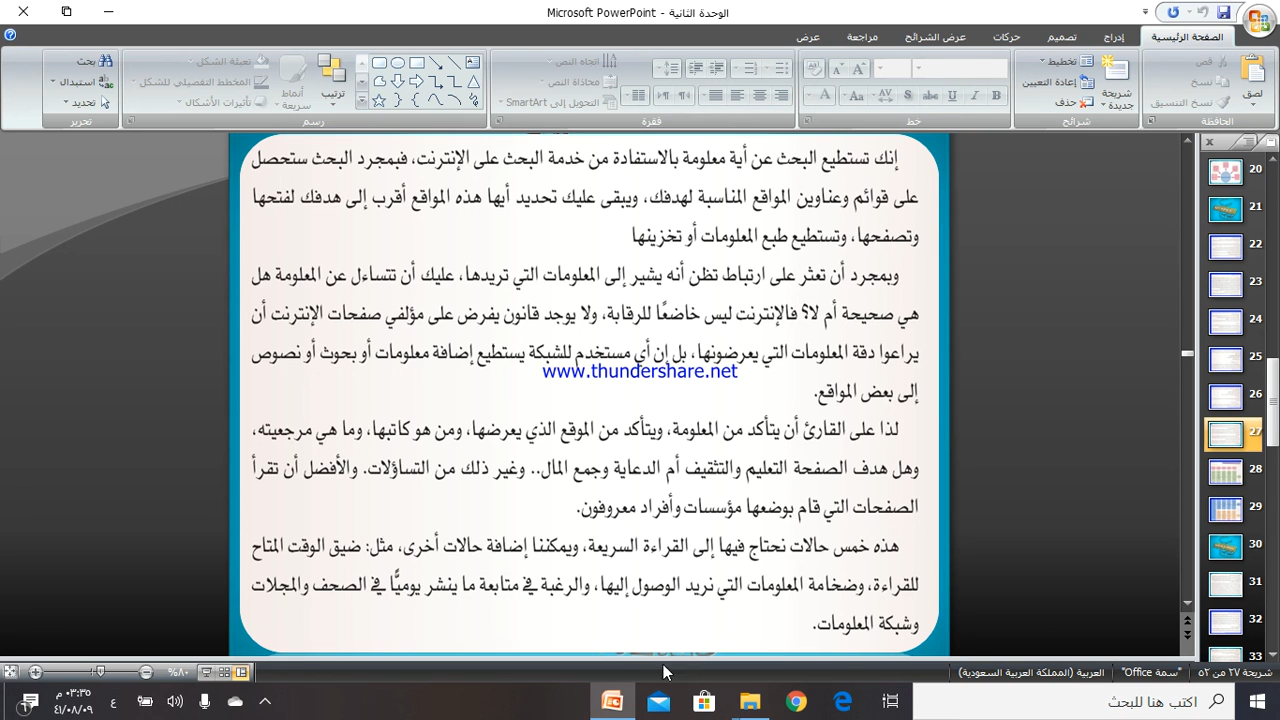 الوحدة الثانية - Microsoft PowerPoint
الصفحة الرئيسية إدراج تصميم حركات عرض الشرائح مراجعة عرض
لصق
قص
نسخ
نسخ التنسيق
الحافظة
شريحة جديدة
تخطيط
إعادة التعيين
حذف
شرائح
خط
فقرة
اتجاه النص
محاذاة النص
التحويل إلى SmartArt
ترتيب
أنماط سريعة
تعبئة الشكل
المخطط التفصيلي للشكل
تأثيرات الأشكال
رسم
بحث
استبدال
تحديد
تحرير
إنك تستطيع البحث عن أية معلومة بالاستفادة من خدمة البحث على الإنترنت، فبمجرد البحث ستحصل
على قوائم وعناوين المواقع المناسبة لهدفك، ويبقى عليك تحديد أيها هذه المواقع أقرب إلى هدفك لفتحها
وتصفحها، وتستطيع طبع المعلومات أو تخزينها
وبمجرد أن تعثر على ارتباط تظن أنه يشير إلى المعلومات التي تريدها، عليك أن تتساءل عن المعلومة هل
هي صحيحة أم لا؟ فالإنترنت ليس خاضعًا للرقابة، ولا يوجد قانون يفرض على مؤلفي صفحات الإنترنت أن
يراعوا دقة المعلومات التي يعرضونها، بل إن أي مستخدم للشبكة يستطيع إضافة معلومات أو بحوث أو نصوص
www.thundershare.net
إلى بعض المواقع.
لذا على القارئ أن يتأكد من المعلومة، ويتأكد من الموقع الذي يعرضها، ومن هو كاتبها، وما هي مرجعيته،
وهل هدف الصفحة التعليم والتثقيف أم الدعاية وجمع المال.. وغير ذلك من التساؤلات. والأفضل أن تقرأ
الصفحات التي قام بوضعها مؤسسات وأفراد معروفون.
هذه خمس حالات نحتاج فيها إلى القراءة السريعة، ويمكننا إضافة حالات أخرى، مثل: ضيق الوقت المتاح
للقراءة، وضخامة المعلومات التي نريد الوصول إليها، والرغبة في متابعة ما ينشر يوميًّا في الصحف والمجلات
وشبكة المعلومات.
20
21
22
23
24
25
26
27
28
29
30
31
32
33
شريحة ٢٧ من ٥٢ "سمة Office" العربية (المملكة العربية السعودية)
اكتب هنا للبحث
ع
٠٣:٣٥ م
٤١/٠٨/٠٩